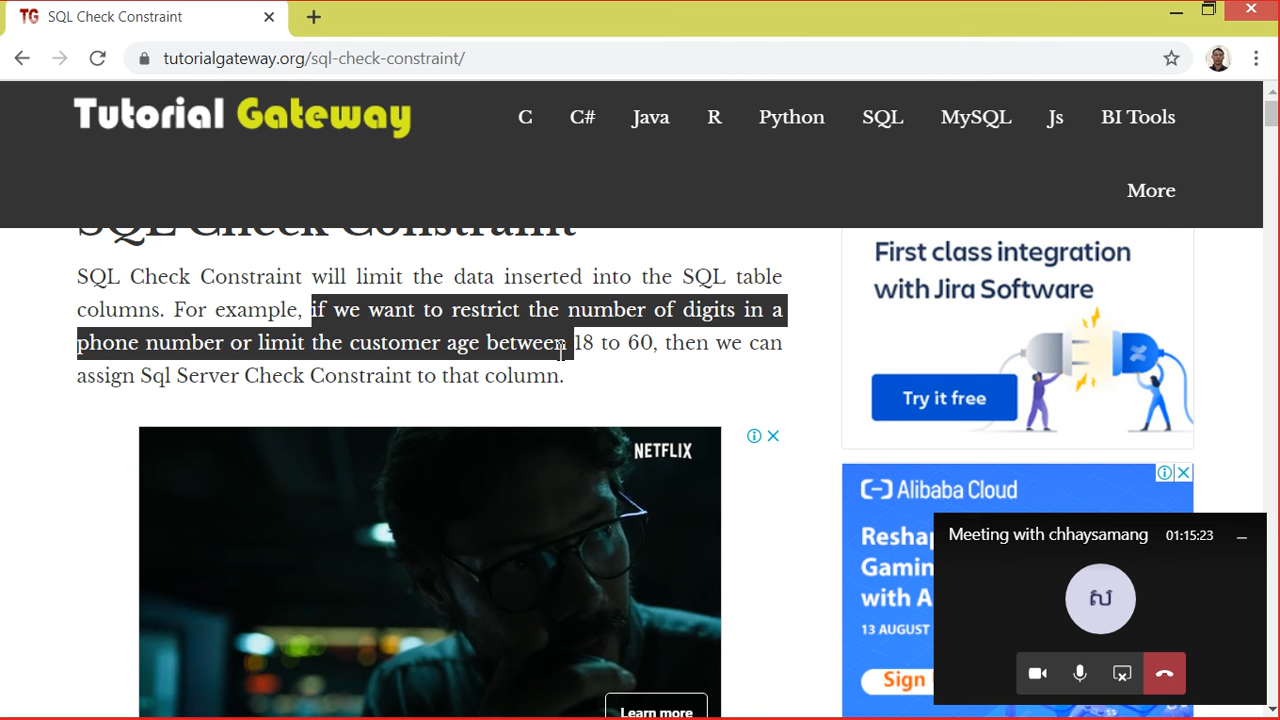 TG SQL Check Constraint
tutorialgateway.org/sql-check-constraint/
Tutorial Gateway
C C# Java R Python SQL MySQL Js BI Tools
More
SQL Check Constraint
SQL Check Constraint will limit the data inserted into the SQL table
columns. For example, if we want to restrict the number of digits in a
phone number or limit the customer age between 18 to 60, then we can
assign Sql Server Check Constraint to that column.
First class integration
with Jira Software
Try it free
NETFLIX
Learn more
Alibaba Cloud
Resha
Gamin
with A
13 AUGUST
Sign
Meeting with chhaysamang 01:15:23
ស